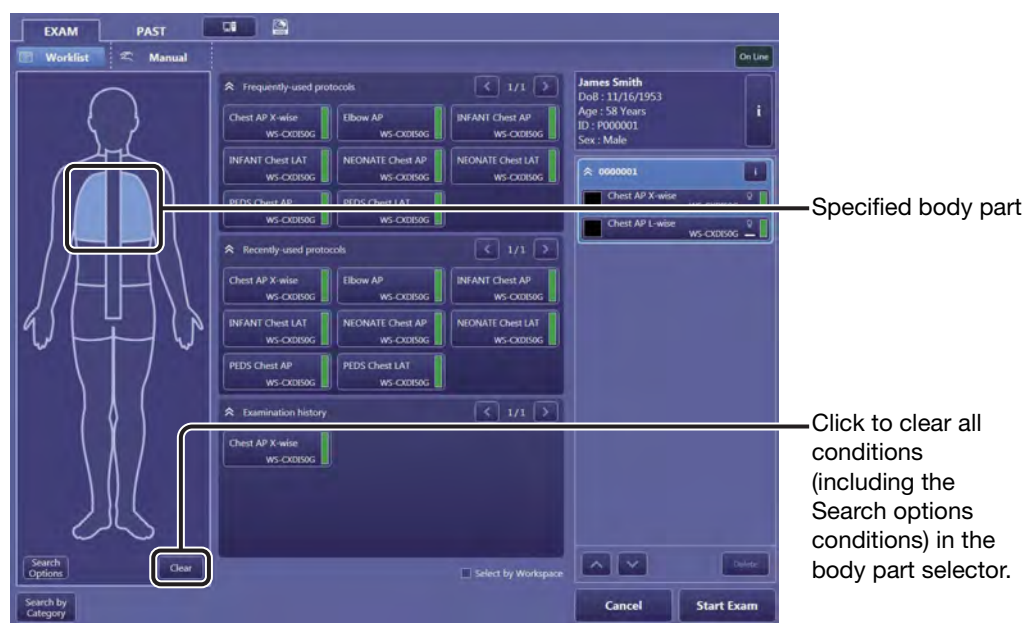 EXAM PAST
Worklist Manual On Line
Frequently-used protocols 1/1
Chest AP X-wise Elbow AP INFANT Chest AP
WS-CXDI50G WS-CXDI50G WS-CXDI50G
INFANT Chest LAT NEONATE Chest AP NEONATE Chest LAT
WS-CXDI50G WS-CXDI50G WS-CXDI50G
PEDS Chest AP PEDS Chest LAT
WS-CXDI50G WS-CXDI50G
Recently-used protocols 1/1
Chest AP X-wise Elbow AP INFANT Chest AP
WS-CXDI50G WS-CXDI50G WS-CXDI50G
INFANT Chest LAT NEONATE Chest AP NEONATE Chest LAT
WS-CXDI50G WS-CXDI50G WS-CXDI50G
PEDS Chest AP PEDS Chest LAT
WS-CXDI50G WS-CXDI50G
Examination history 1/1
Chest AP X-wise
WS-CXDI50G
Select by Workspace
James Smith
DoB : 11/16/1953
Age : 58 Years
ID : P000001
Sex : Male
i
0000001 i
Chest AP X-wise
WS-CXDI50G
Chest AP L-wise
WS-CXDI50G
Search
Options
Clear
Delete
Search by
Category
Cancel Start Exam
Specified body part
Click to clear all
conditions
(including the
Search options
conditions) in the
body part selector.